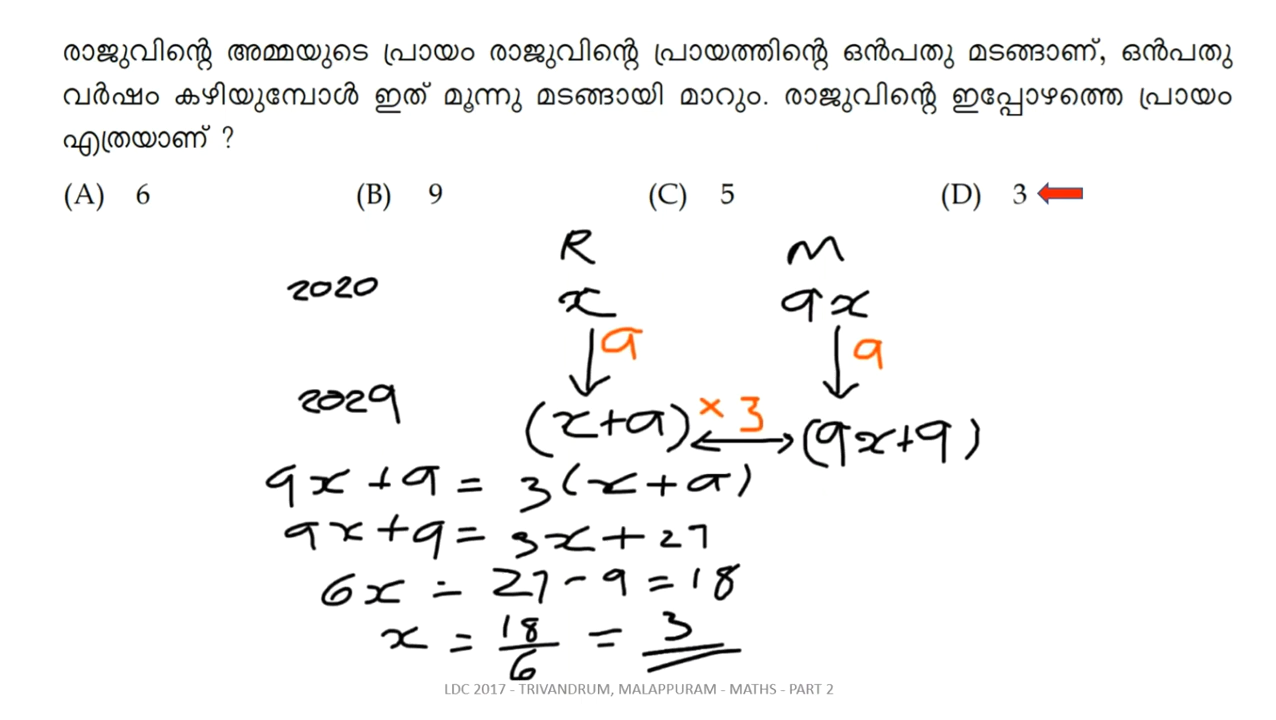 രാജുവിന്റെ അമ്മയുടെ പ്രായം രാജുവിന്റെ പ്രായത്തിന്റെ ഒൻപതു മടങ്ങാണ്, ഒൻപതു
വർഷം കഴിയുമ്പോൾ ഇത് മൂന്നു മടങ്ങായി മാറും. രാജുവിന്റെ ഇപ്പോഴത്തെ പ്രായം
എത്രയാണ് ?
(A) 6 (B) 9 (C) 5 (D) 3
R M
2020 x 9x
9 9
2029 (x+9) × 3 (9x+9)
9x+9 = 3(x+9)
9x+9 = 3x+27
6x = 27-9 = 18
x = 18/6 = 3
LDC 2017 - TRIVANDRUM, MALAPPURAM - MATHS - PART 2